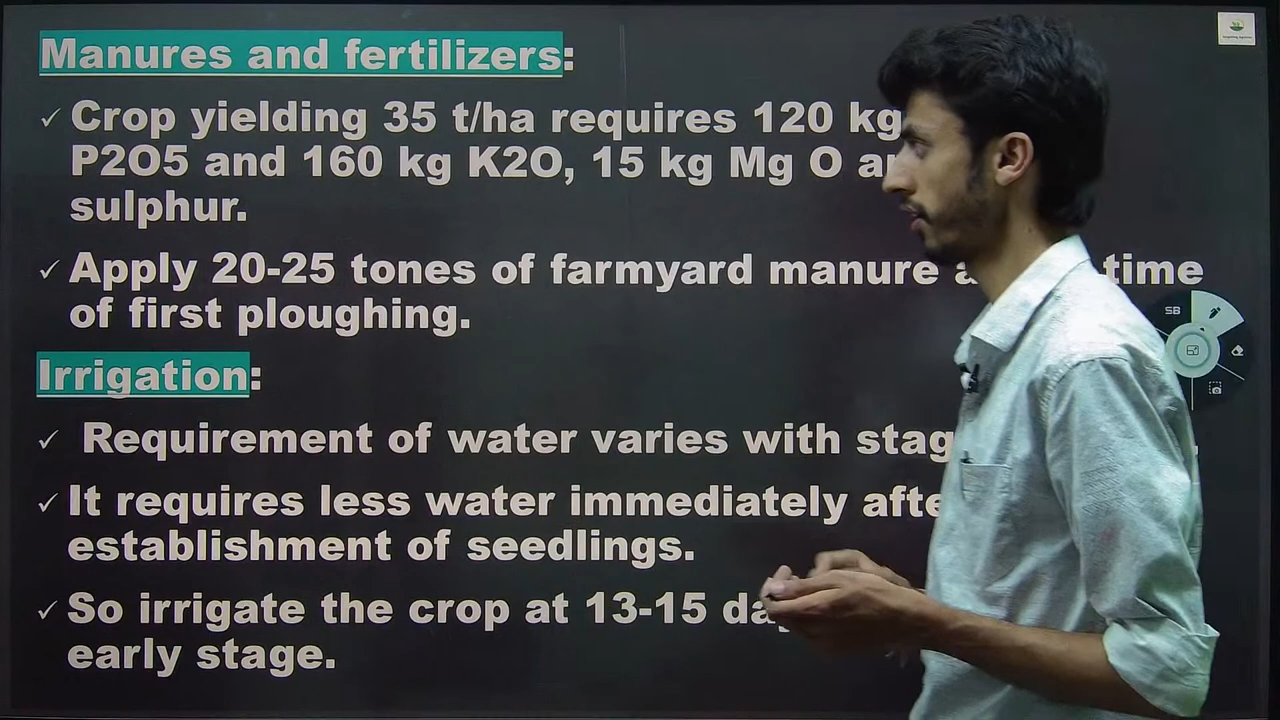 Manures and fertilizers:
✓ Crop yielding 35 t/ha requires 120 kg
P2O5 and 160 kg K2O, 15 kg Mg O
sulphur.
✓ Apply 20-25 tones of farmyard manure time
of first ploughing.
Irrigation:
✓ Requirement of water varies with
✓ It requires less water immediately
establishment of seedlings.
✓ So irrigate the crop at 13-15
early stage.
SB